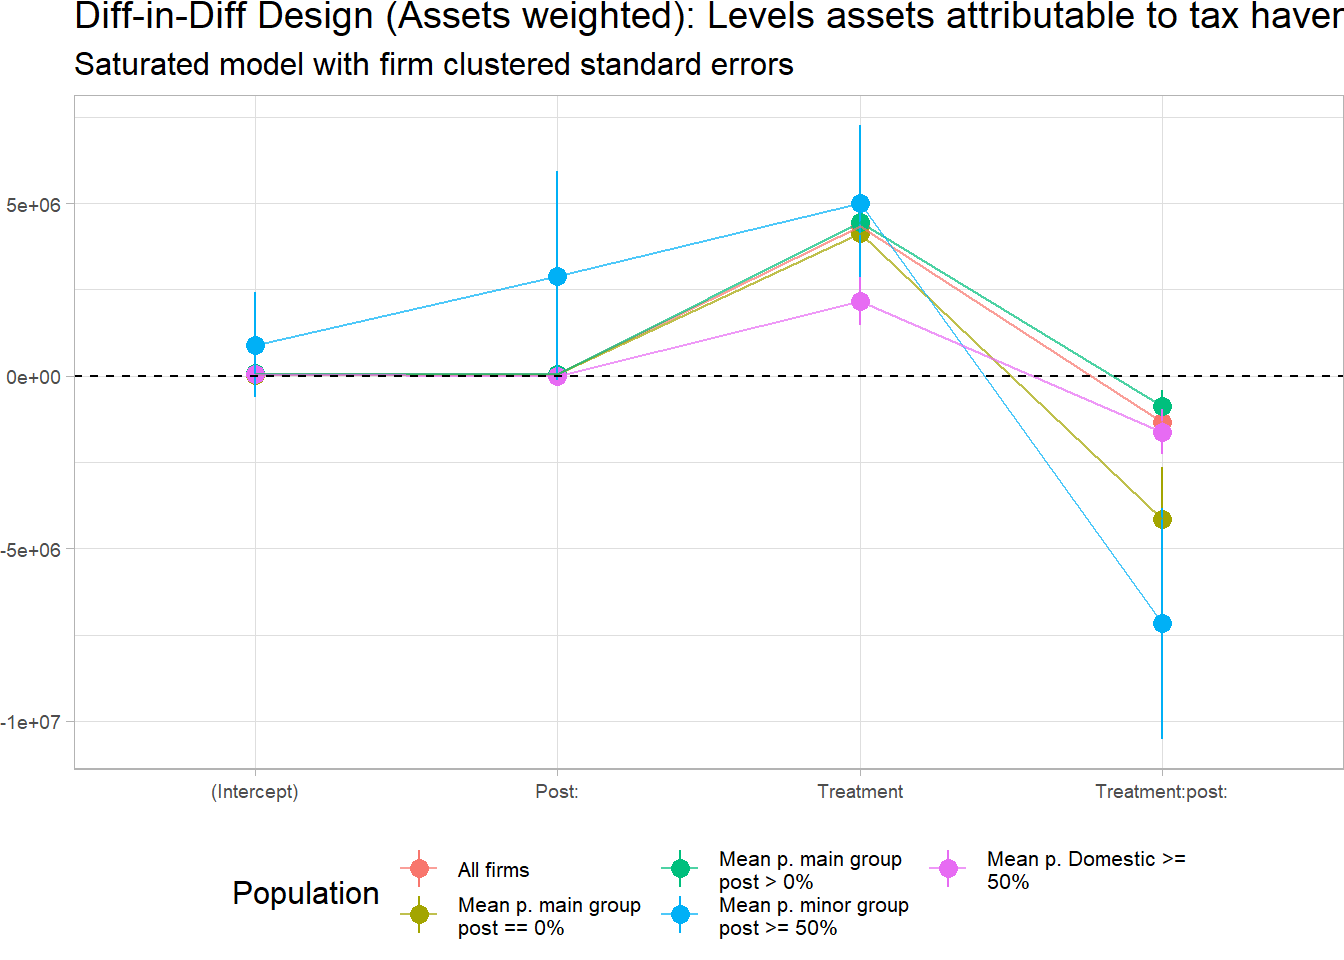 Diff-in-Diff Design (Assets weighted): Levels assets attributable to tax haven
Saturated model with firm clustered standard errors
5e+06
0e+00
-5e+06
-1e+07
(Intercept)
Post:
Treatment
Treatment:post:
Population
All firms
Mean p. main group
post == 0%
Mean p. main group
post > 0%
Mean p. minor group
post >= 50%
Mean p. Domestic >=
50%